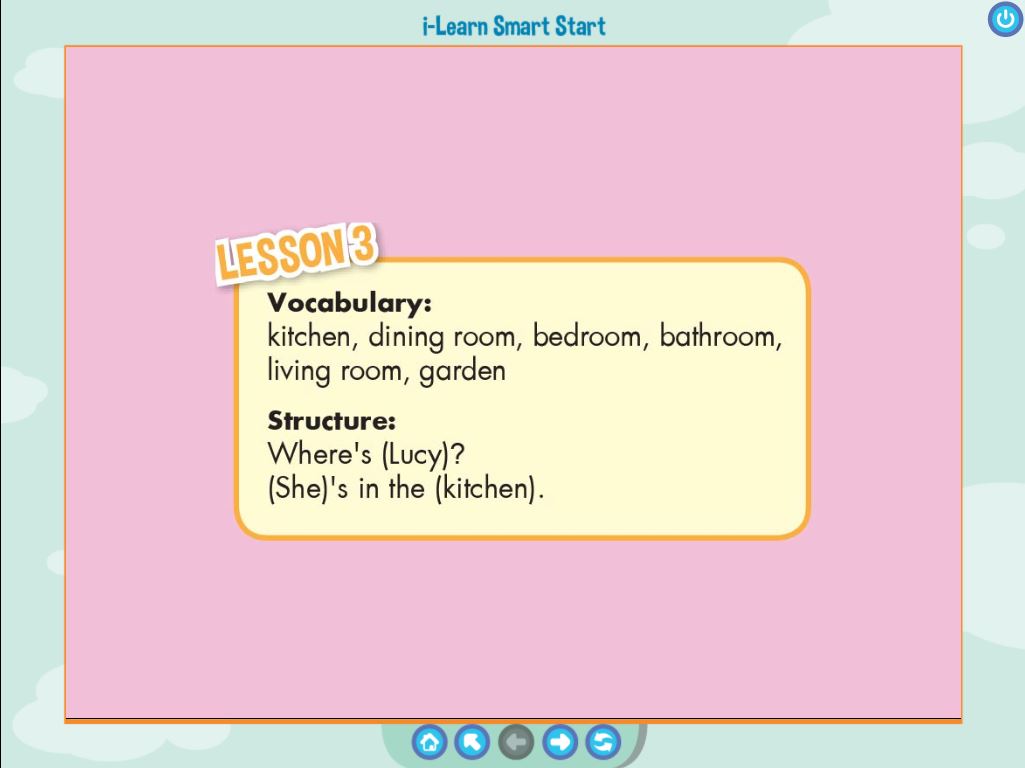 i-Learn Smart Start
LESSON 3
Vocabulary:
kitchen, dining room, bedroom, bathroom,
living room, garden
Structure:
Where's (Lucy)?
(She)'s in the (kitchen).